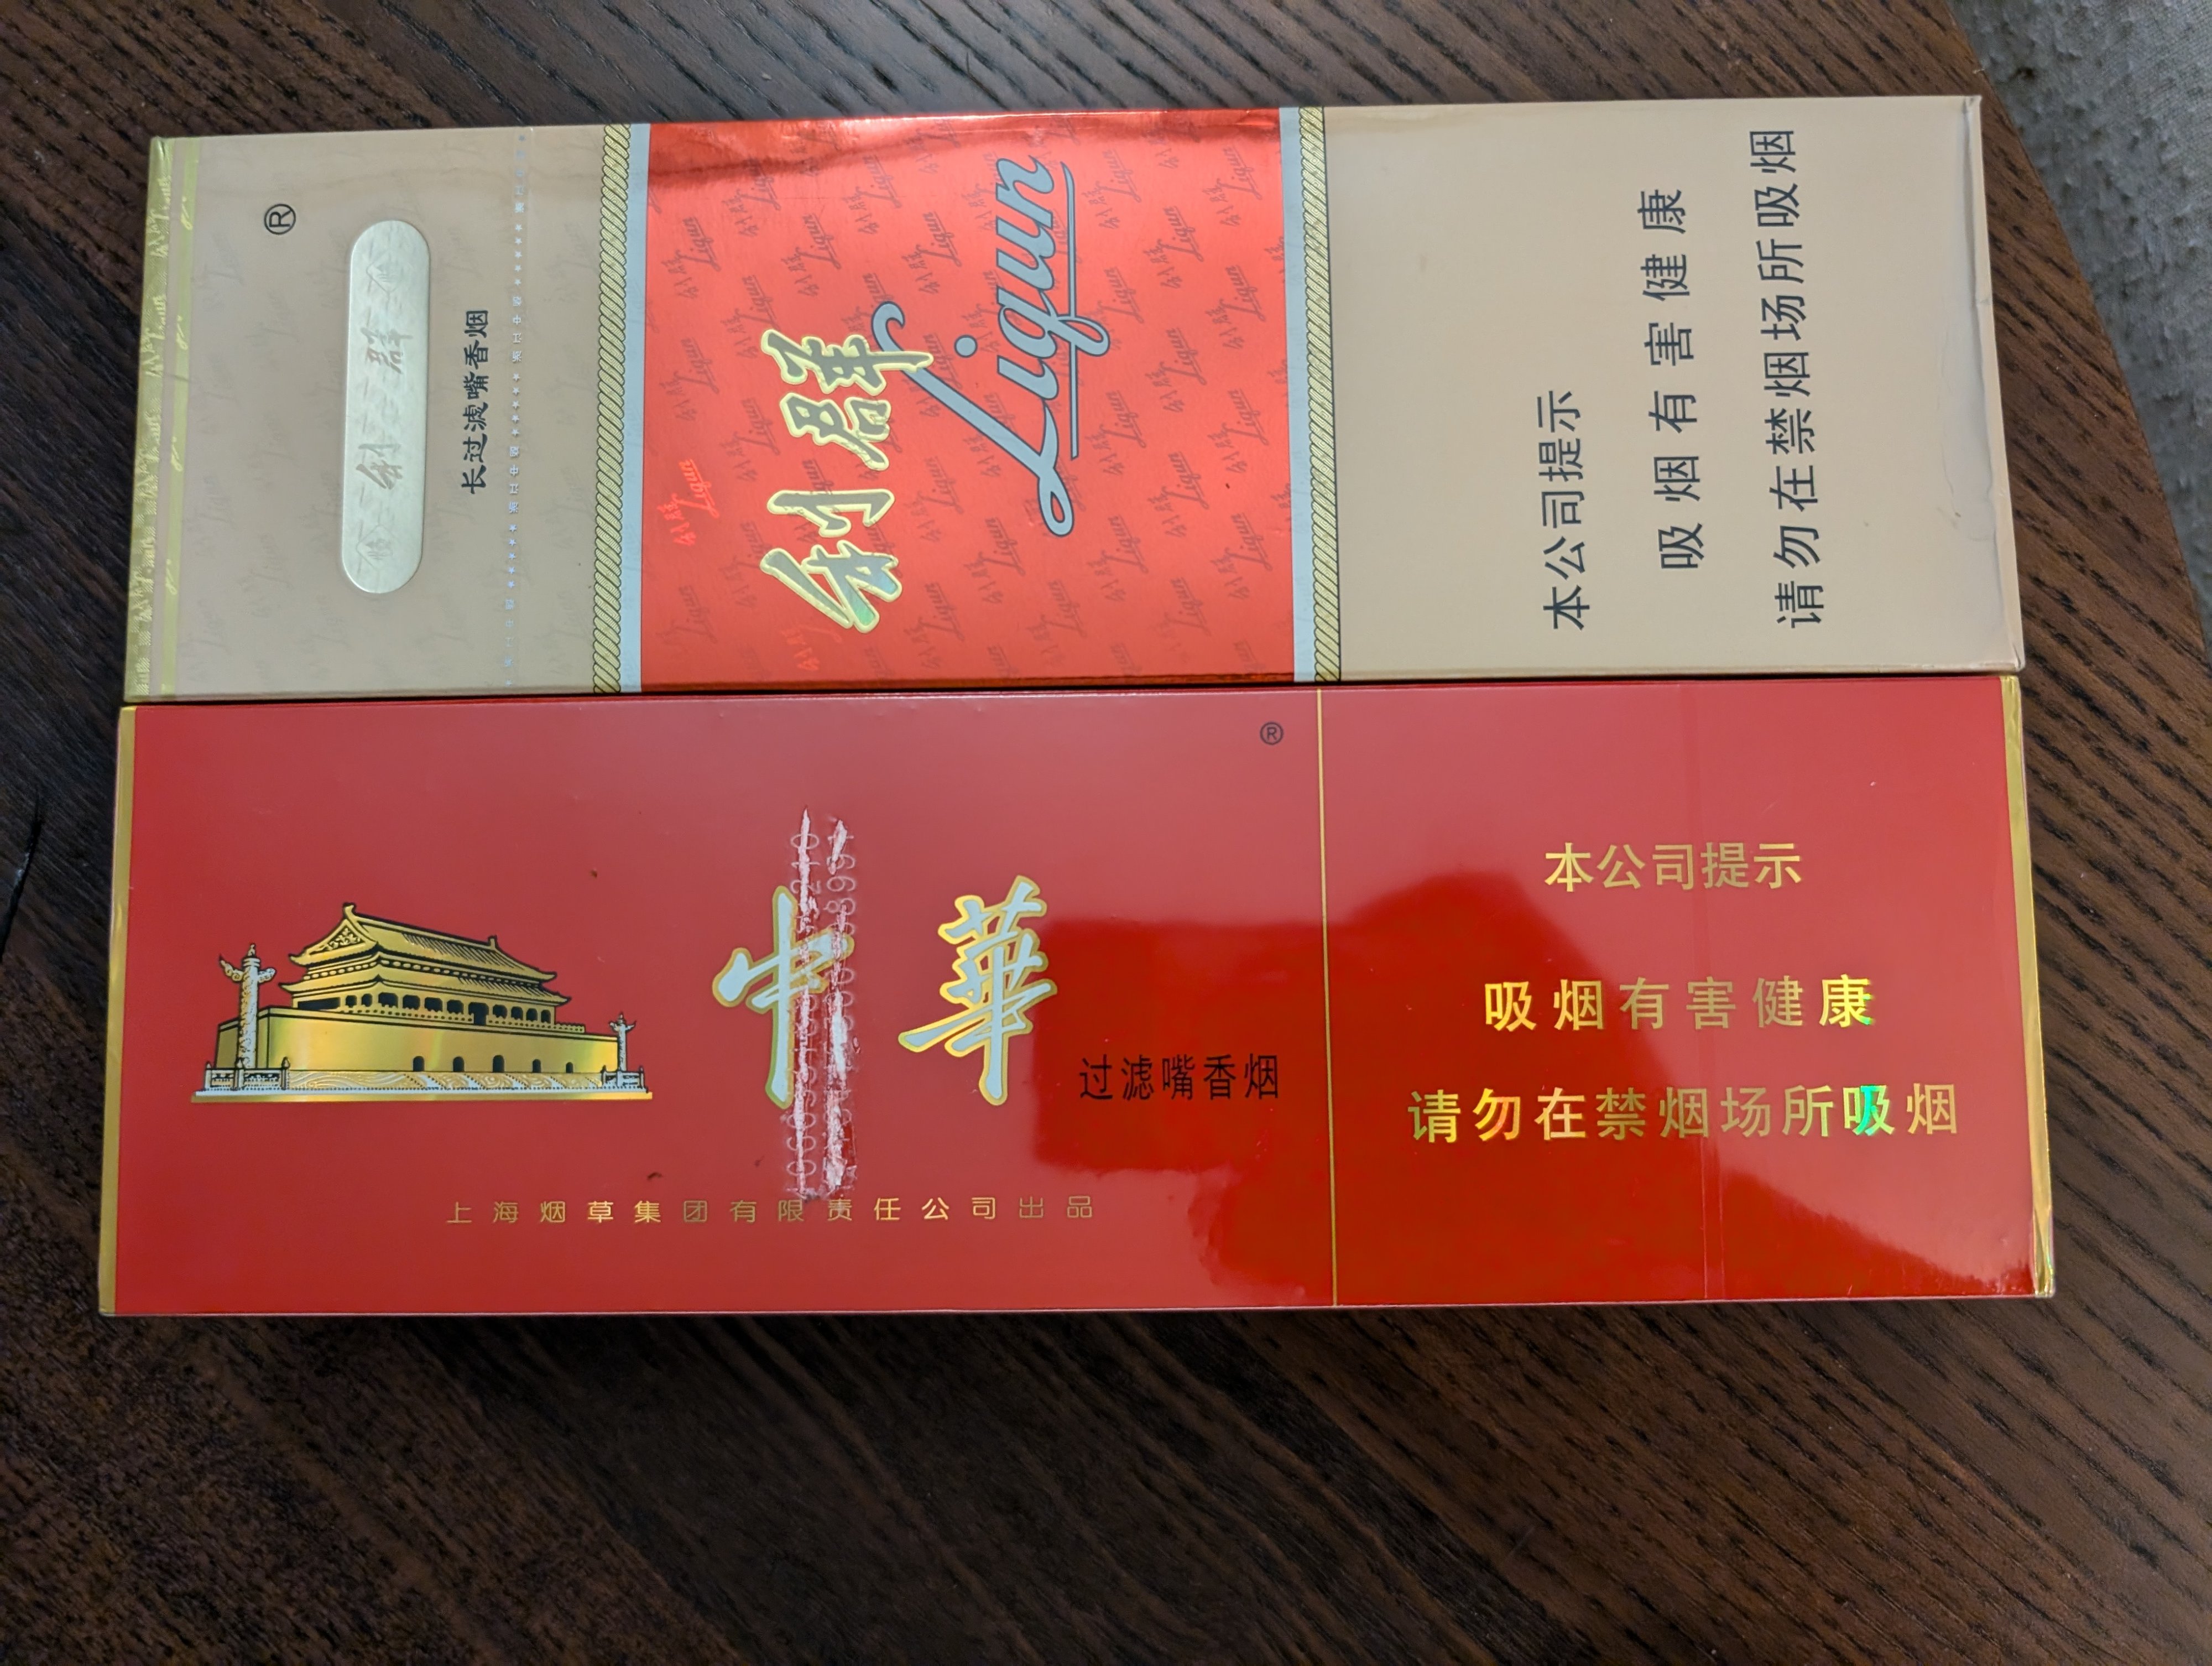 ®
利群
长过滤嘴香烟
利群
Liqun
本公司提示
吸烟有害健康
请勿在禁烟场所吸烟
中華
®
过滤嘴香烟
上海烟草集团有限责任公司出品
本公司提示
吸烟有害健康
请勿在禁烟场所吸烟